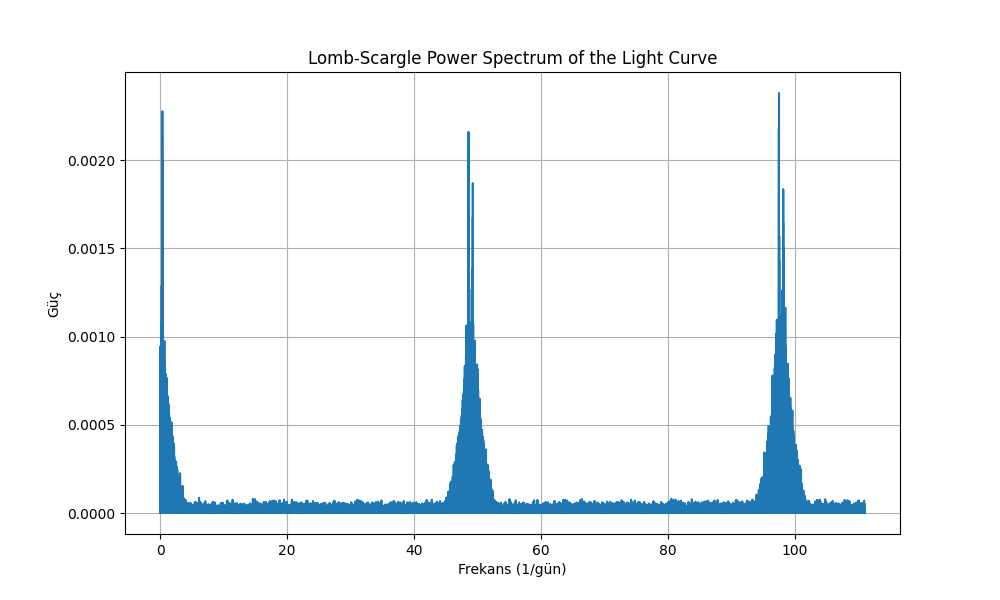 Lomb-Scargle Power Spectrum of the Light Curve
0.0020
0.0015
0.0010
0.0005
0.0000
Güç
0 20 40 60 80 100
Frekans (1/gün)